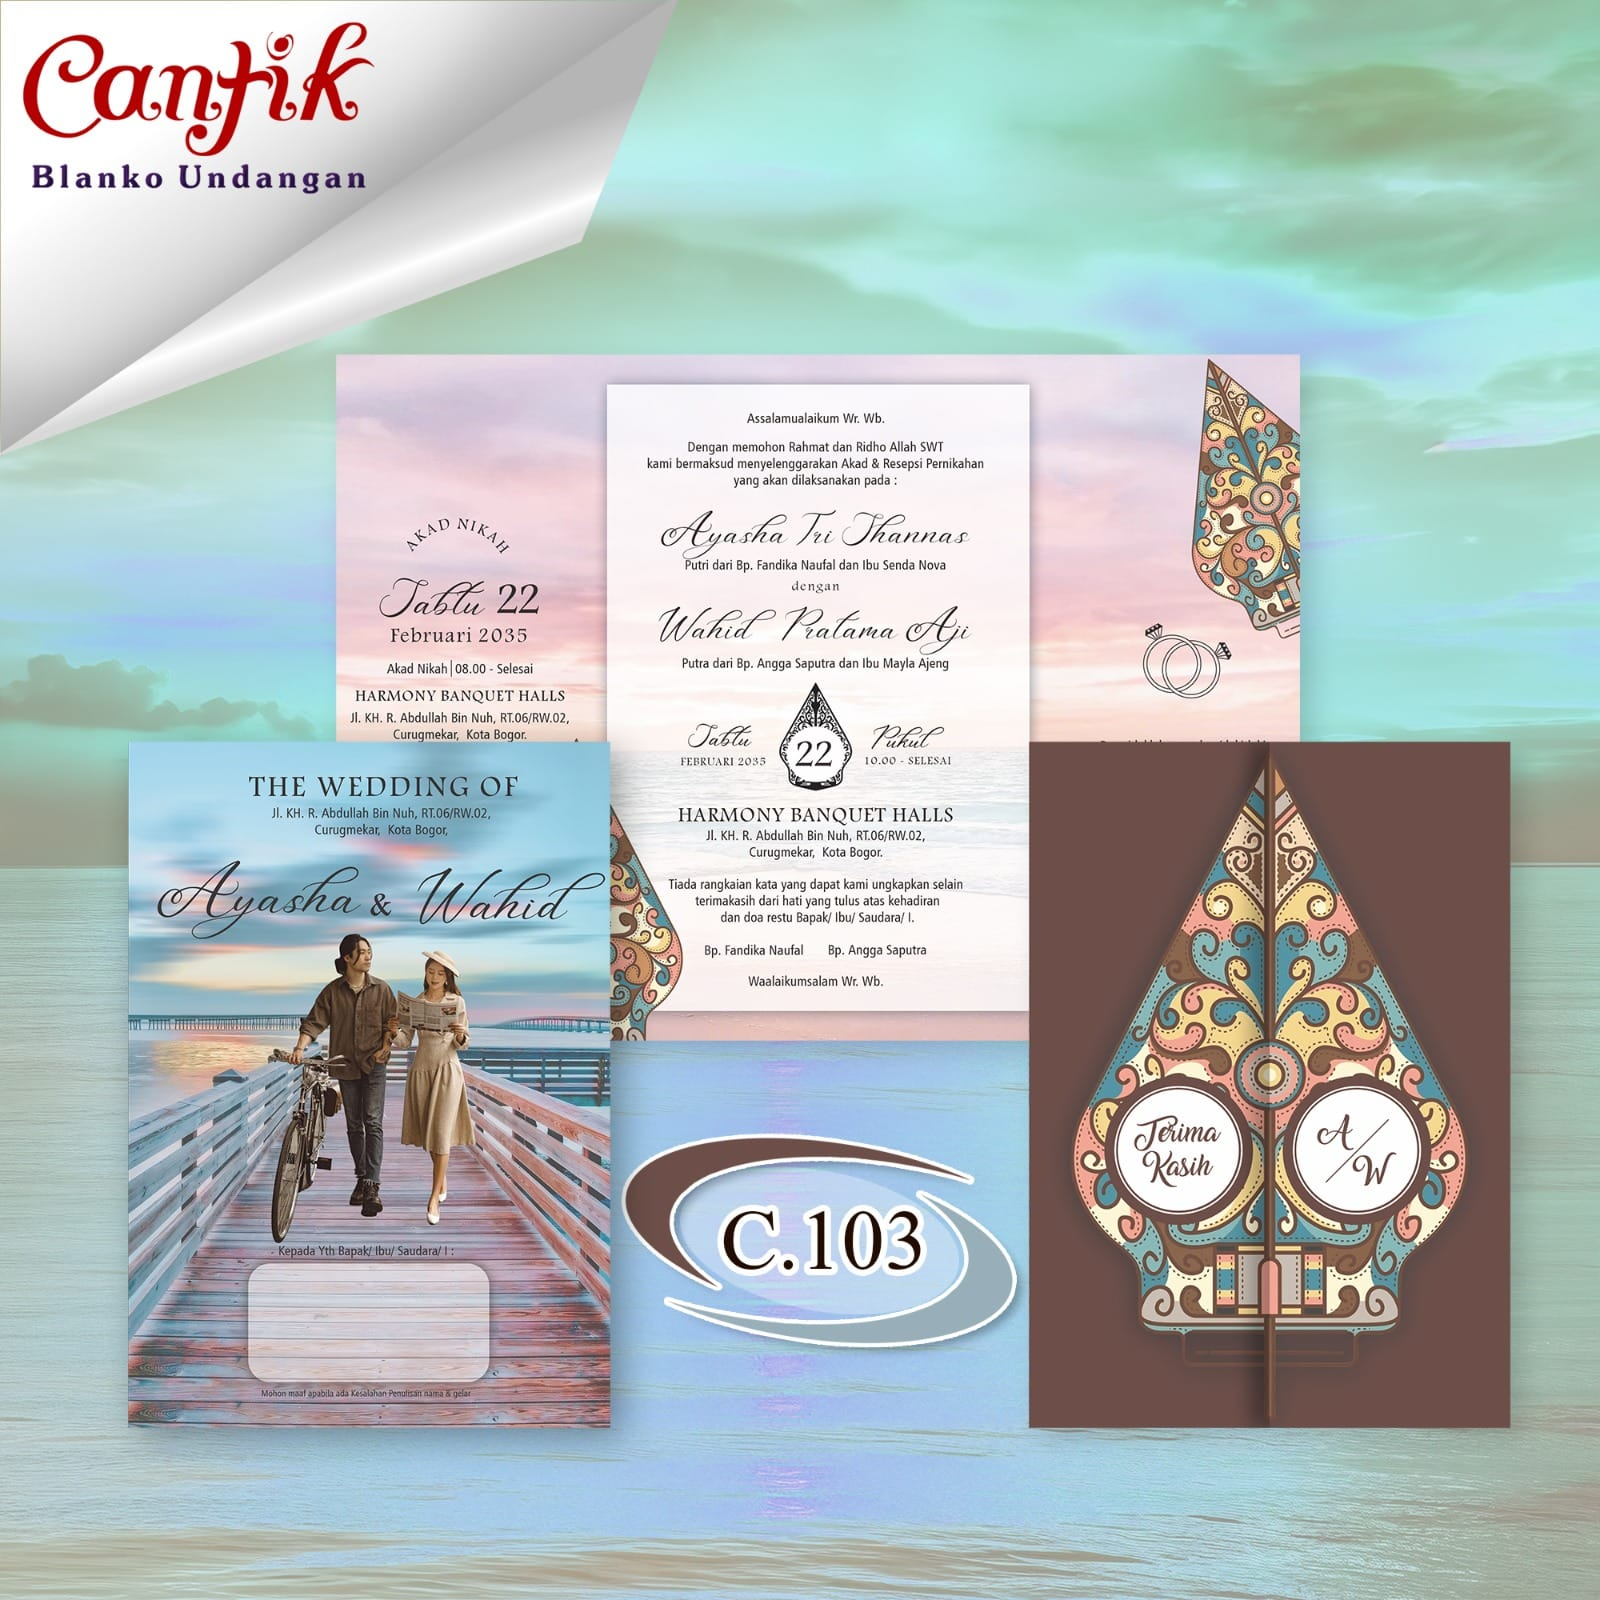 Cantik
Blanko Undangan
AKAD NIKAH
Sabtu 22
Februari 2035
Akad Nikah | 08.00 - Selesai
HARMONY BANQUET HALLS
Jl. KH. R. Abdullah Bin Nuh, RT.06/RW.02,
Curugmekar, Kota Bogor.
Assalamualaikum Wr. Wb.
Dengan memohon Rahmat dan Ridho Allah SWT
kami bermaksud menyelenggarakan Akad & Resepsi Pernikahan
yang akan dilaksanakan pada :
Ayasha Tri Shannas
Putri dari Bp. Fandika Naufal dan Ibu Senda Nova
dengan
Wahid Pratama Aji
Putra dari Bp. Angga Saputra dan Ibu Mayla Ajeng
Sabtu
FEBRUARI 2035
22
Pukul
10.00 - SELESAI
HARMONY BANQUET HALLS
Jl. KH. R. Abdullah Bin Nuh, RT.06/RW.02,
Curugmekar, Kota Bogor.
Tiada rangkaian kata yang dapat kami ungkapkan selain
terimakasih dari hati yang tulus atas kehadiran
dan doa restu Bapak/ Ibu/ Saudara/ I.
Bp. Fandika Naufal Bp. Angga Saputra
Waalaikumsalam Wr. Wb.
THE WEDDING OF
Jl. KH. R. Abdullah Bin Nuh, RT.06/RW.02,
Curugmekar, Kota Bogor,
Ayasha & Wahid
- Kepada Yth Bapak/ Ibu/ Saudara/ I :
Mohon maaf apabila ada Kesalahan Penulisan nama & gelar
C.103
Terima
Kasih
A/W